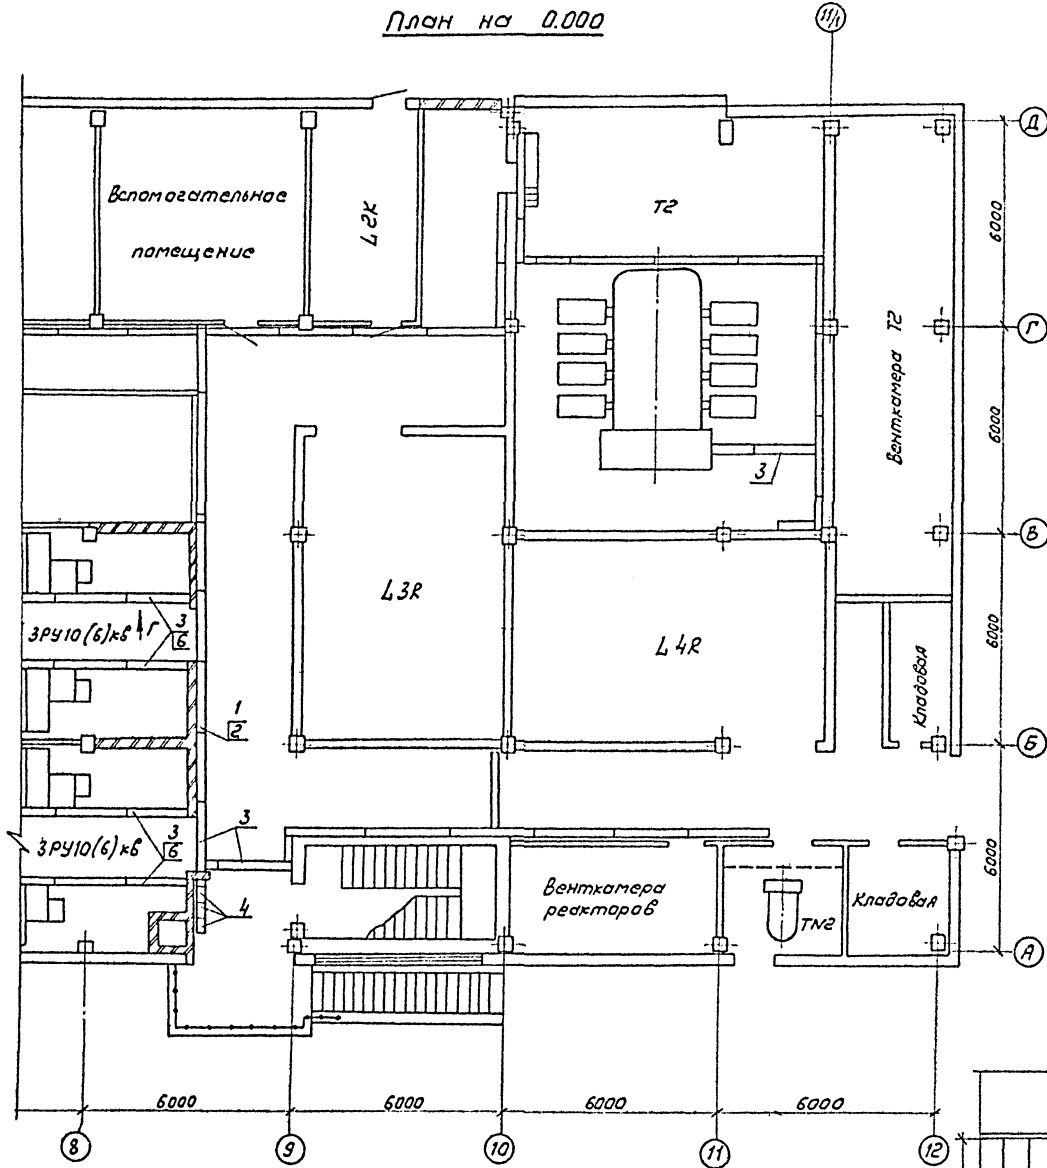 План на 0.000
11/1
Д
Вспомогательное
помещение
L2K
T2
6000
Венткамера T2
Г
6000
3
В
L3R
L4R
ЗРУ10(6)кв
Г
3
6
6000
Кладовая
1
2
Б
3
ЗРУ10(6)кв
3
6
6000
4
Венткамера
реакторов
TN2
Кладовая
А
6000
6000
6000
6000
8
9
10
11
12